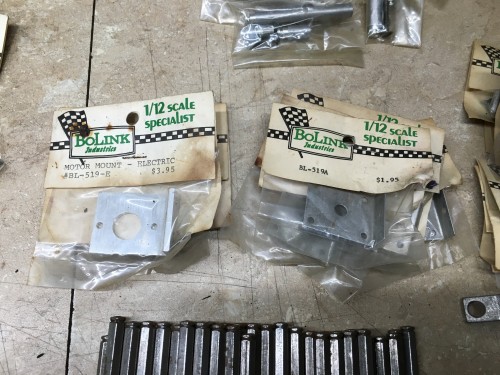 BOLINK
Industries
1/12 SCALE
SPECIALIST
MOTOR MOUNT - ELECTRIC
#BL-519-E $3.95
BOLINK
Industries
1/12 SCALE
SPECIALIST
BL-519A
$1.95